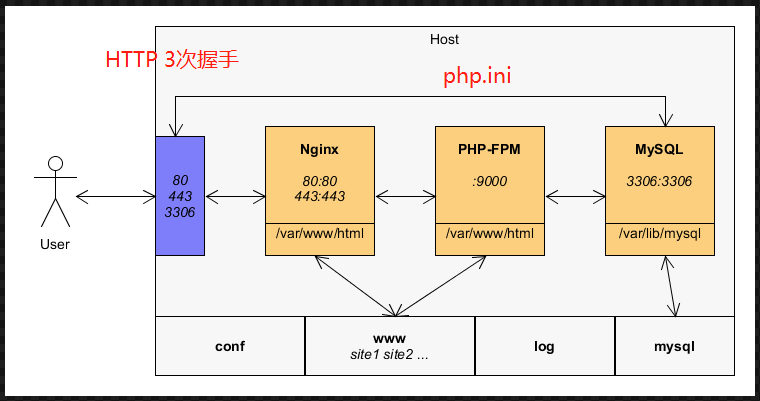 Host
HTTP 3次握手
php.ini
80
443
3306
Nginx
80:80
443:443
/var/www/html
PHP-FPM
:9000
/var/www/html
MySQL
3306:3306
/var/lib/mysql
User
conf
www
site1 site2 ...
log
mysql